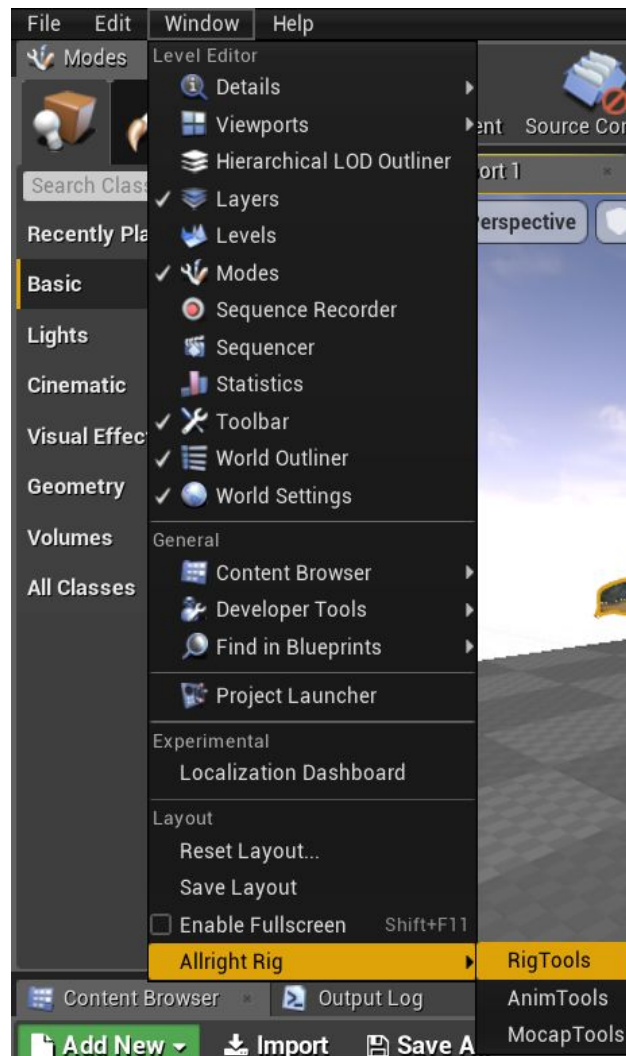 File Edit Window Help
Modes
Level Editor
Details
Viewports
Hierarchical LOD Outliner
Layers
Levels
Modes
Sequence Recorder
Sequencer
Statistics
Toolbar
World Outliner
World Settings
General
Content Browser
Developer Tools
Find in Blueprints
Project Launcher
Experimental
Localization Dashboard
Layout
Reset Layout...
Save Layout
Enable Fullscreen Shift+F11
Allright Rig
RigTools
AnimTools
MocapTools
ent Source Con
ort 1
erspective
Search Class
Recently Pla
Basic
Lights
Cinematic
Visual Effec
Geometry
Volumes
All Classes
Content Browser Output Log
Add New Import Save A